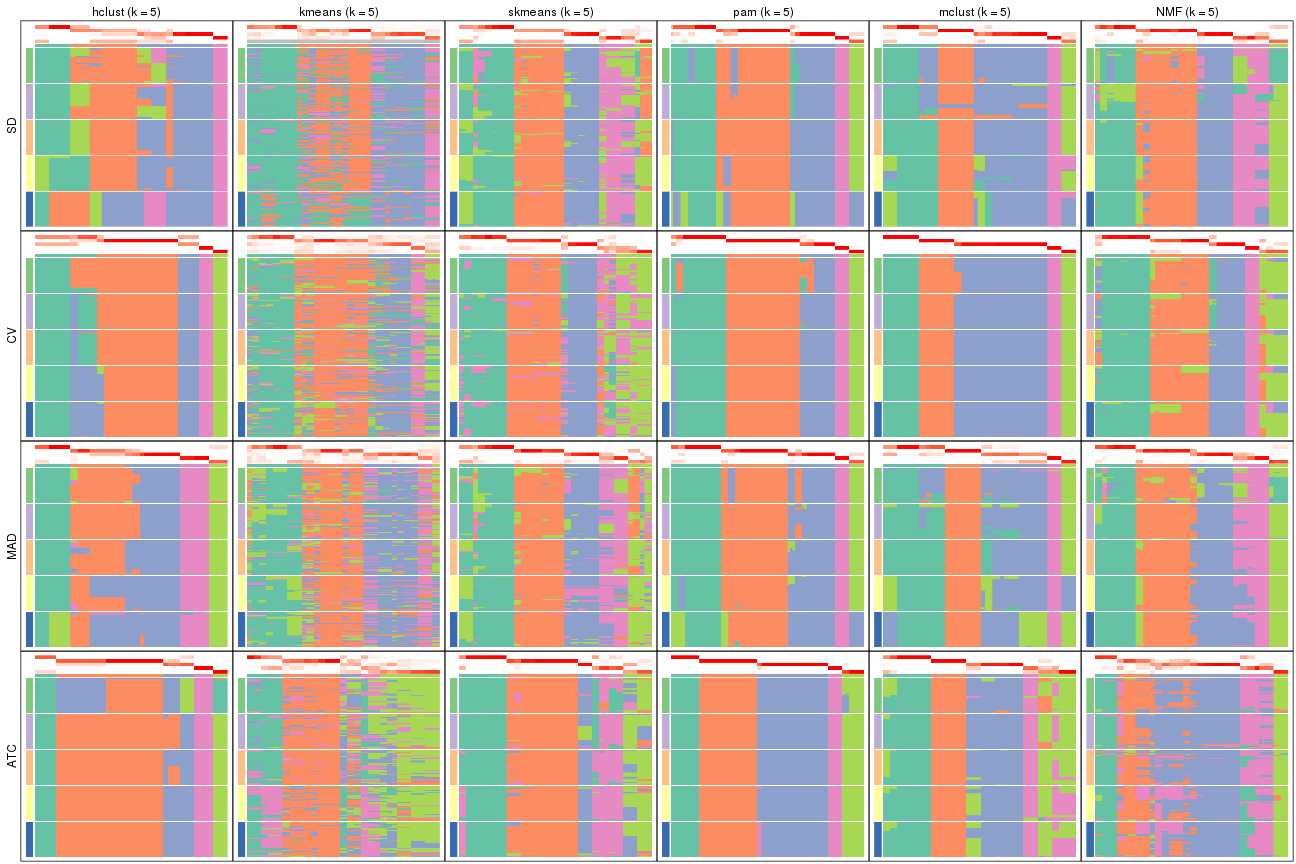 hclust (k = 5) kmeans (k = 5) skmeans (k = 5) pam (k = 5) mclust (k = 5) NMF (k = 5)
SD
CV
MAD
ATC